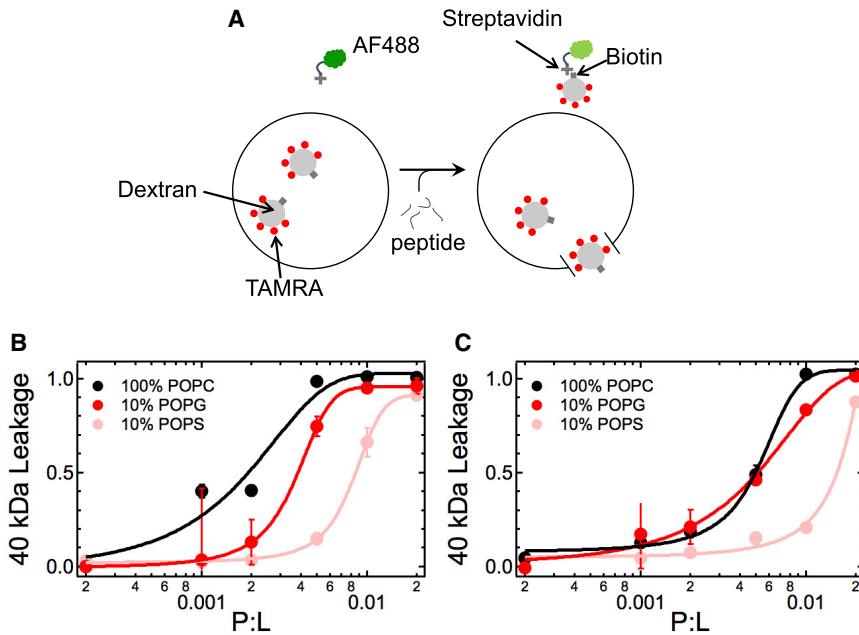 A
AF488
Streptavidin
Biotin
Dextran
TAMRA
peptide
B
40 kDa Leakage
1.0
0.5
0.0
100% POPC
10% POPG
10% POPS
2 4 6 8 0.001 2 4 6 8 0.01 2
P:L
C
40 kDa Leakage
1.0
0.5
0.0
100% POPC
10% POPG
10% POPS
2 4 6 8 0.001 2 4 6 8 0.01 2
P:L